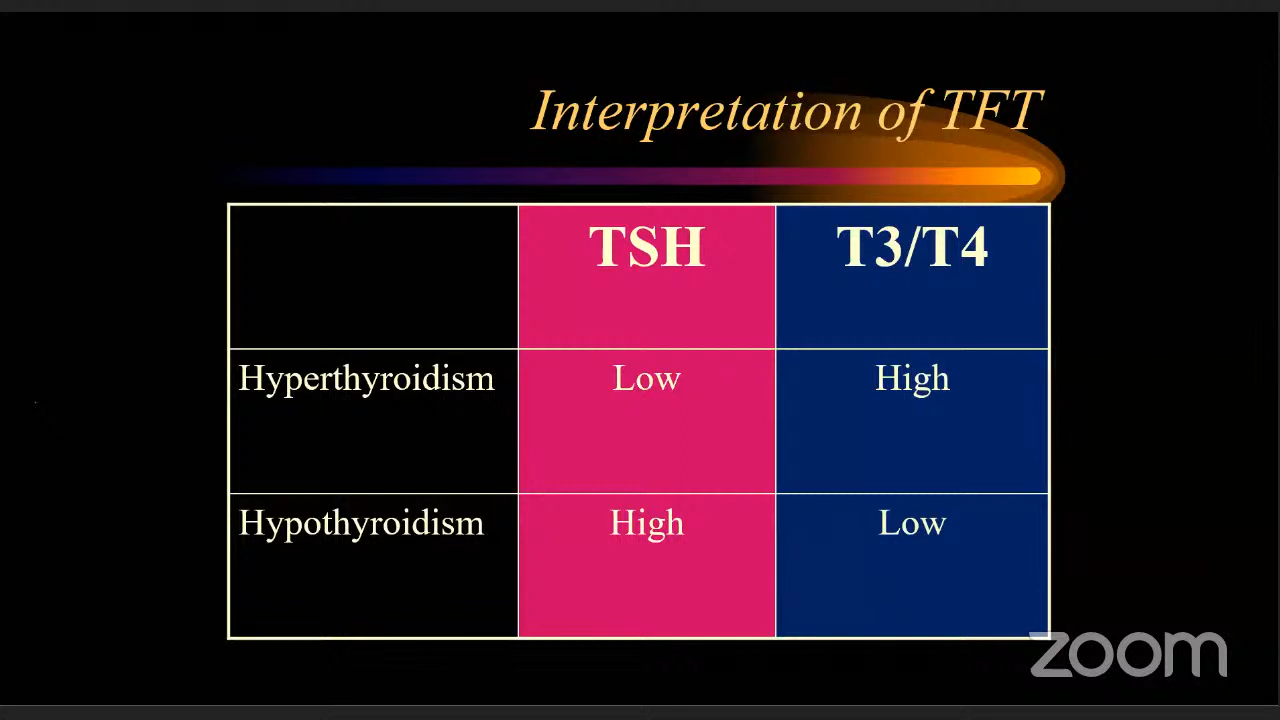 Interpretation of TFT
TSH T3/T4
Hyperthyroidism Low High
Hypothyroidism High Low
zoom